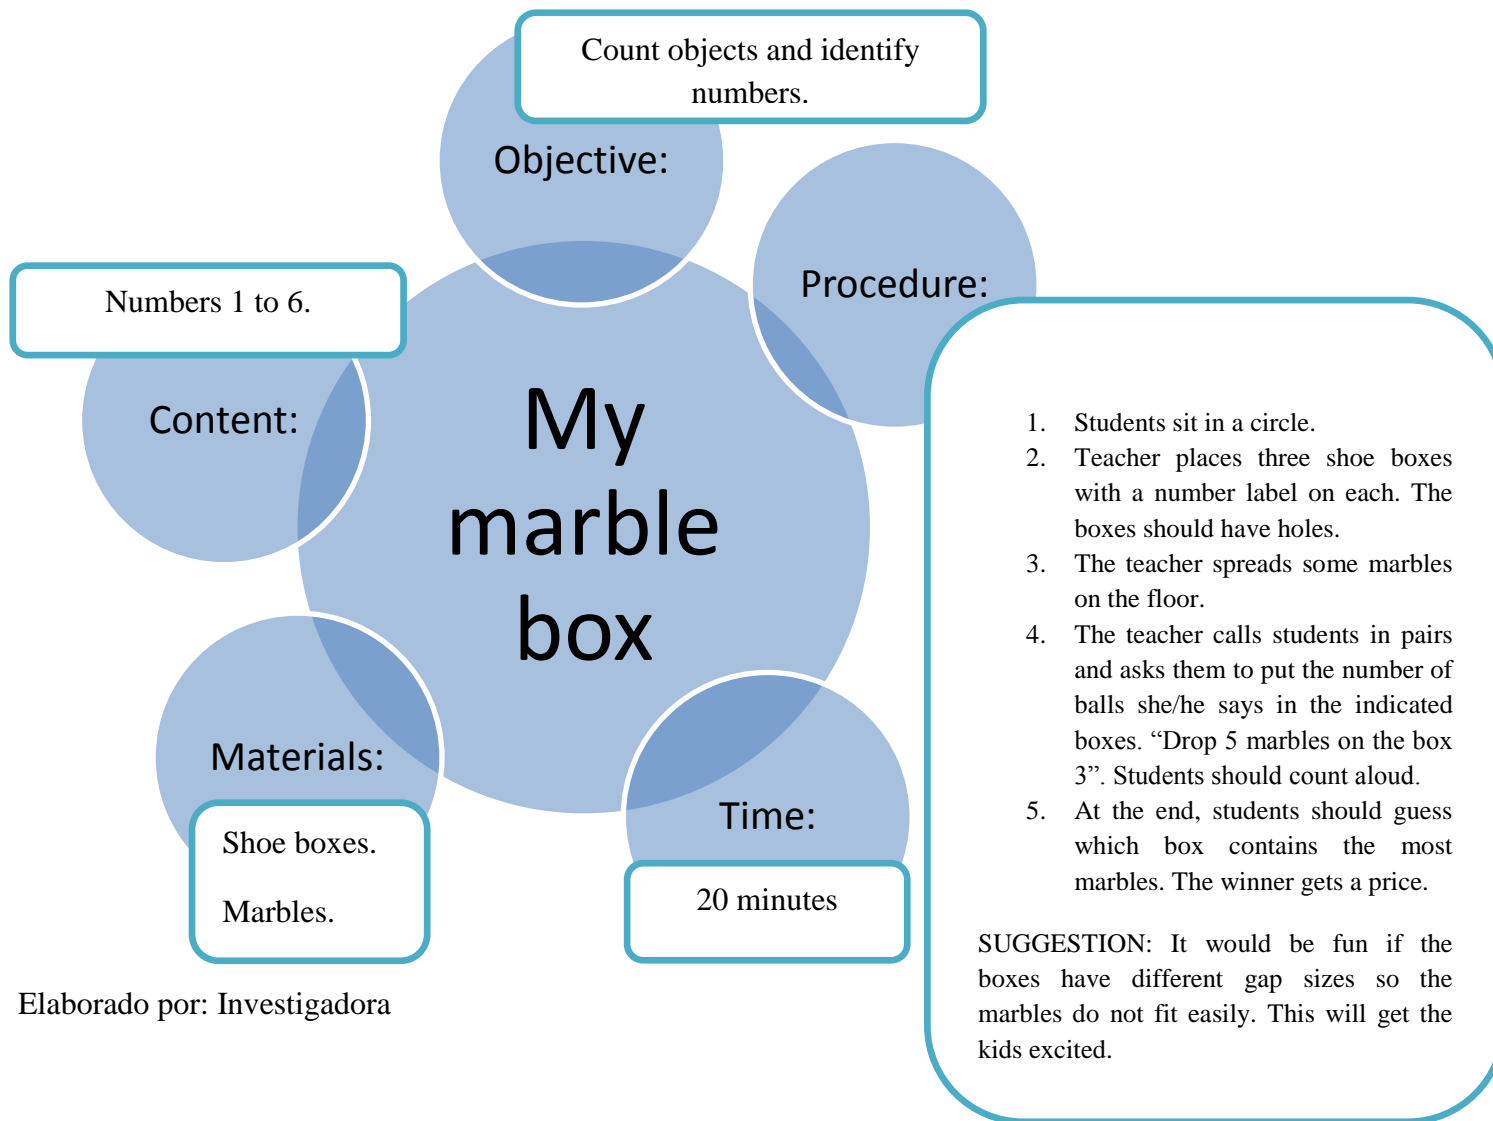 Count objects and identify
numbers.
Objective:
Procedure:
Numbers 1 to 6.
Content:
My
marble
box
1. Students sit in a circle.
2. Teacher places three shoe boxes
with a number label on each. The
boxes should have holes.
3. The teacher spreads some marbles
on the floor.
4. The teacher calls students in pairs
and asks them to put the number of
balls she/he says in the indicated
boxes. “Drop 5 marbles on the box
3”. Students should count aloud.
5. At the end, students should guess
which box contains the most
marbles. The winner gets a price.
SUGGESTION: It would be fun if the
boxes have different gap sizes so the
marbles do not fit easily. This will get the
kids excited.
Materials:
Shoe boxes.
Marbles.
Time:
20 minutes
Elaborado por: Investigadora